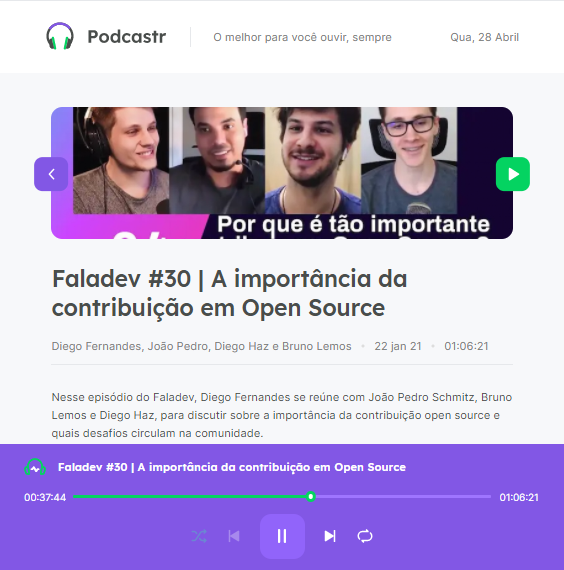 Podcastr
O melhor para você ouvir, sempre
Qua, 28 Abril
Por que é tão importante
Faladev #30 | A importância da
contribuição em Open Source
Diego Fernandes, João Pedro, Diego Haz e Bruno Lemos • 22 jan 21 • 01:06:21
Nesse episódio do Faladev, Diego Fernandes se reúne com João Pedro Schmitz, Bruno
Lemos e Diego Haz, para discutir sobre a importância da contribuição open source e
quais desafios circulam na comunidade.
Faladev #30 | A importância da contribuição em Open Source
00:37:44
01:06:21